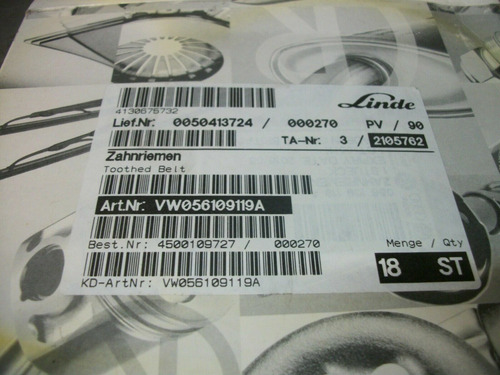 4130575732
Linde
Lief.Nr: 0050413724 / 000270 PV / 90
TA-Nr: 3 / 2105762
Zahnriemen
Toothed Belt
Art.Nr: VW056109119A
Best.Nr: 4500109727 / 000270
Menge / Qty
18 ST
KD-ArtNr: VW056109119A